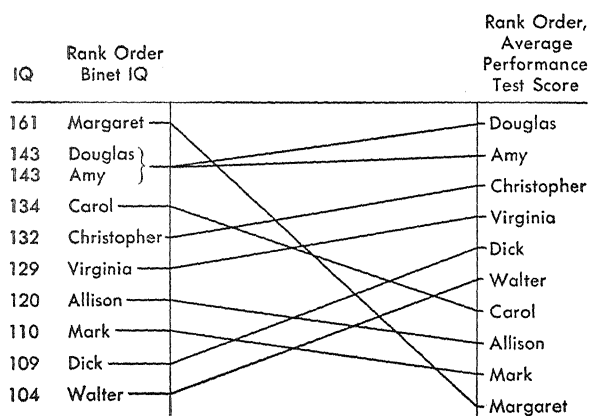 IQ
Rank Order
Binet IQ
Rank Order,
Average
Performance
Test Score
161 Margaret
143 Douglas
143 Amy
134 Carol
132 Christopher
129 Virginia
120 Allison
110 Mark
109 Dick
104 Walter
Douglas
Amy
Christopher
Virginia
Dick
Walter
Carol
Allison
Mark
Margaret